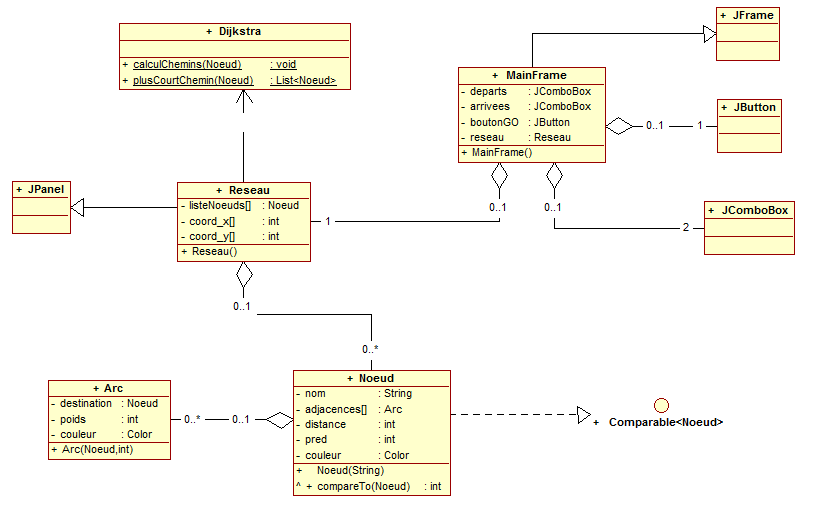 + JFrame
+ Dijkstra
+ calculChemins(Noeud) : void
+ plusCourtChemin(Noeud) : List<Noeud>
+ MainFrame
- departs : JComboBox
- arrivees : JComboBox
- boutonGO : JButton
- reseau : Reseau
+ MainFrame()
0..1
1
+ JButton
+ JPanel
+ Reseau
- listeNoeuds[] : Noeud
- coord_x[] : int
- coord_y[] : int
+ Reseau()
1
0..1
0..1
2
+ JComboBox
0..1
0..*
+ Arc
- destination : Noeud
- poids : int
- couleur : Color
+ Arc(Noeud,int)
0..*
0..1
+ Noeud
- nom : String
- adjacences[] : Arc
- distance : int
- pred : int
- couleur : Color
+ Noeud(String)
^ + compareTo(Noeud) : int
+ Comparable<Noeud>